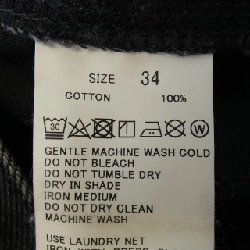 SIZE 34
COTTON 100%
30
W
GENTLE MACHINE WASH COLD
DO NOT BLEACH
DO NOT TUMBLE DRY
DRY IN SHADE
IRON MEDIUM
DO NOT DRY CLEAN
MACHINE WASH
USE LAUNDRY NET